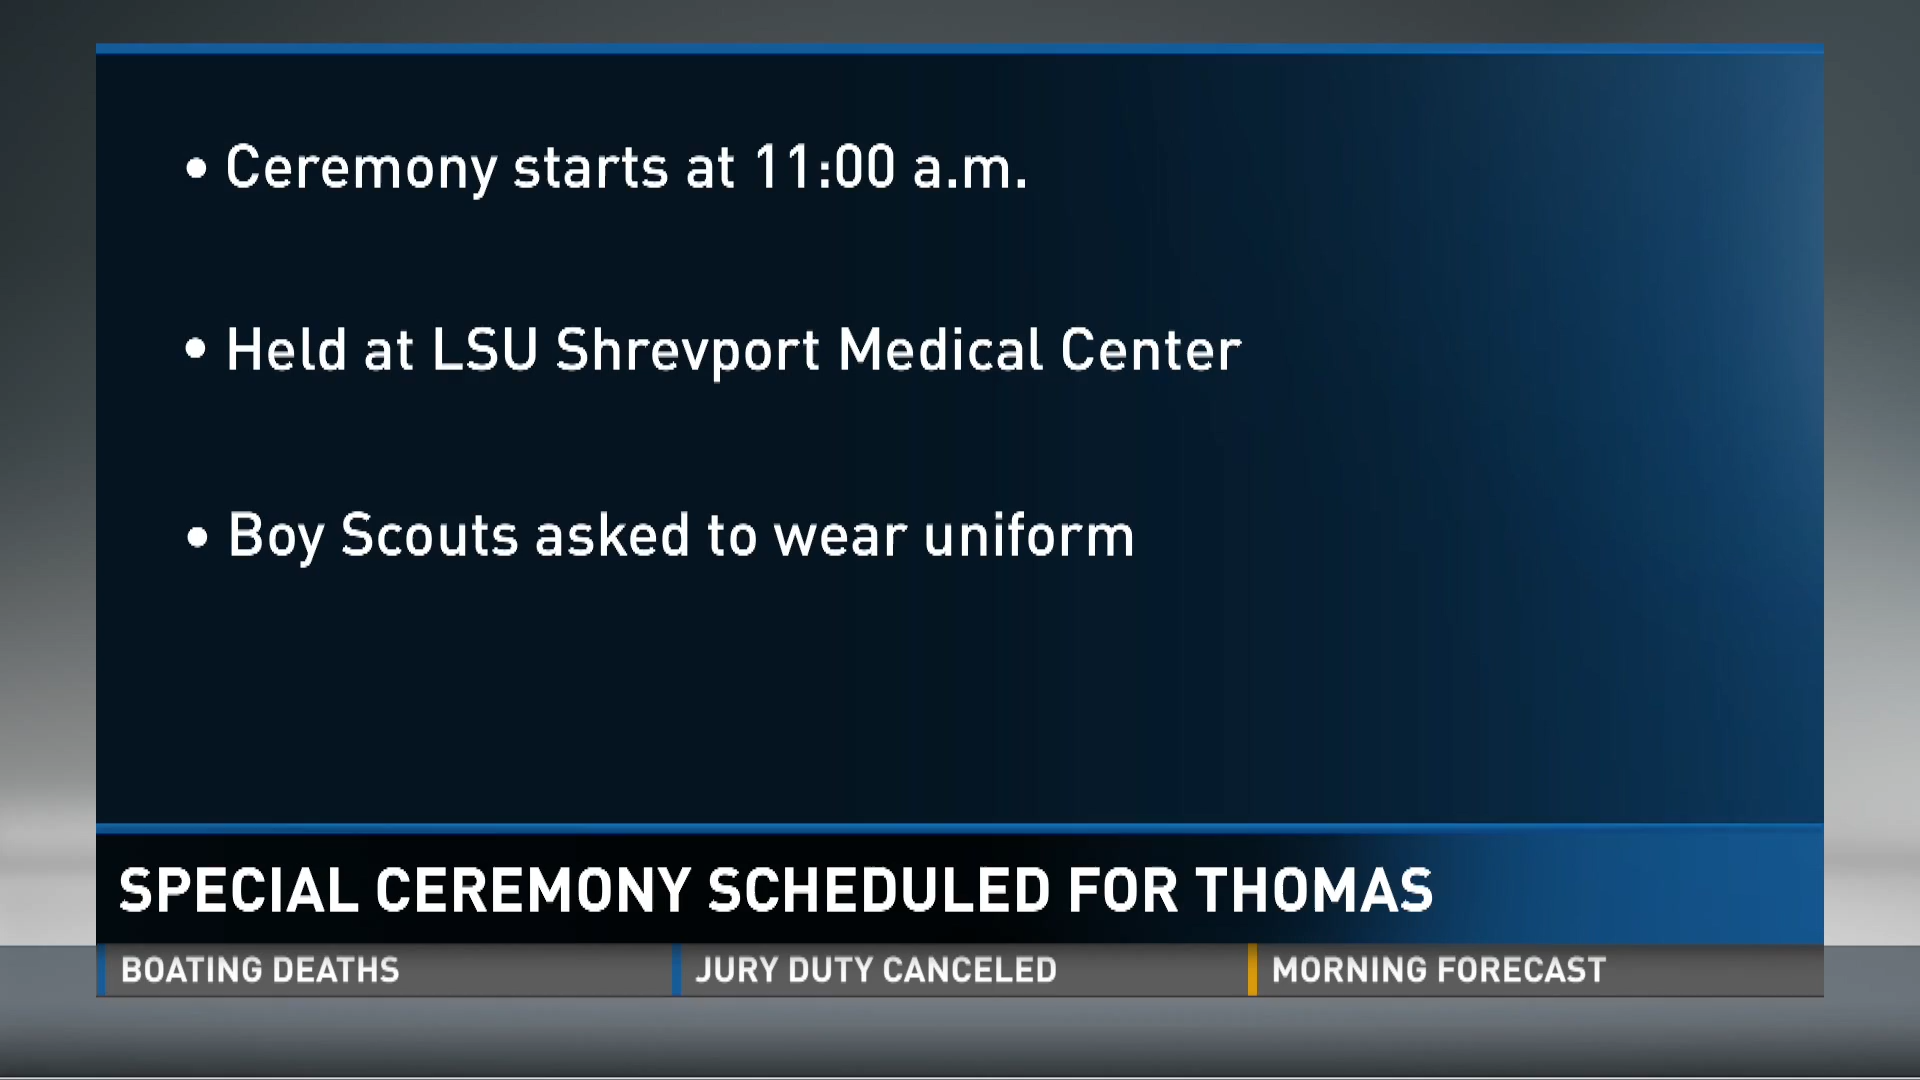 • Ceremony starts at 11:00 a.m.
• Held at LSU Shrevport Medical Center
• Boy Scouts asked to wear uniform
SPECIAL CEREMONY SCHEDULED FOR THOMAS
BOATING DEATHS JURY DUTY CANCELED MORNING FORECAST